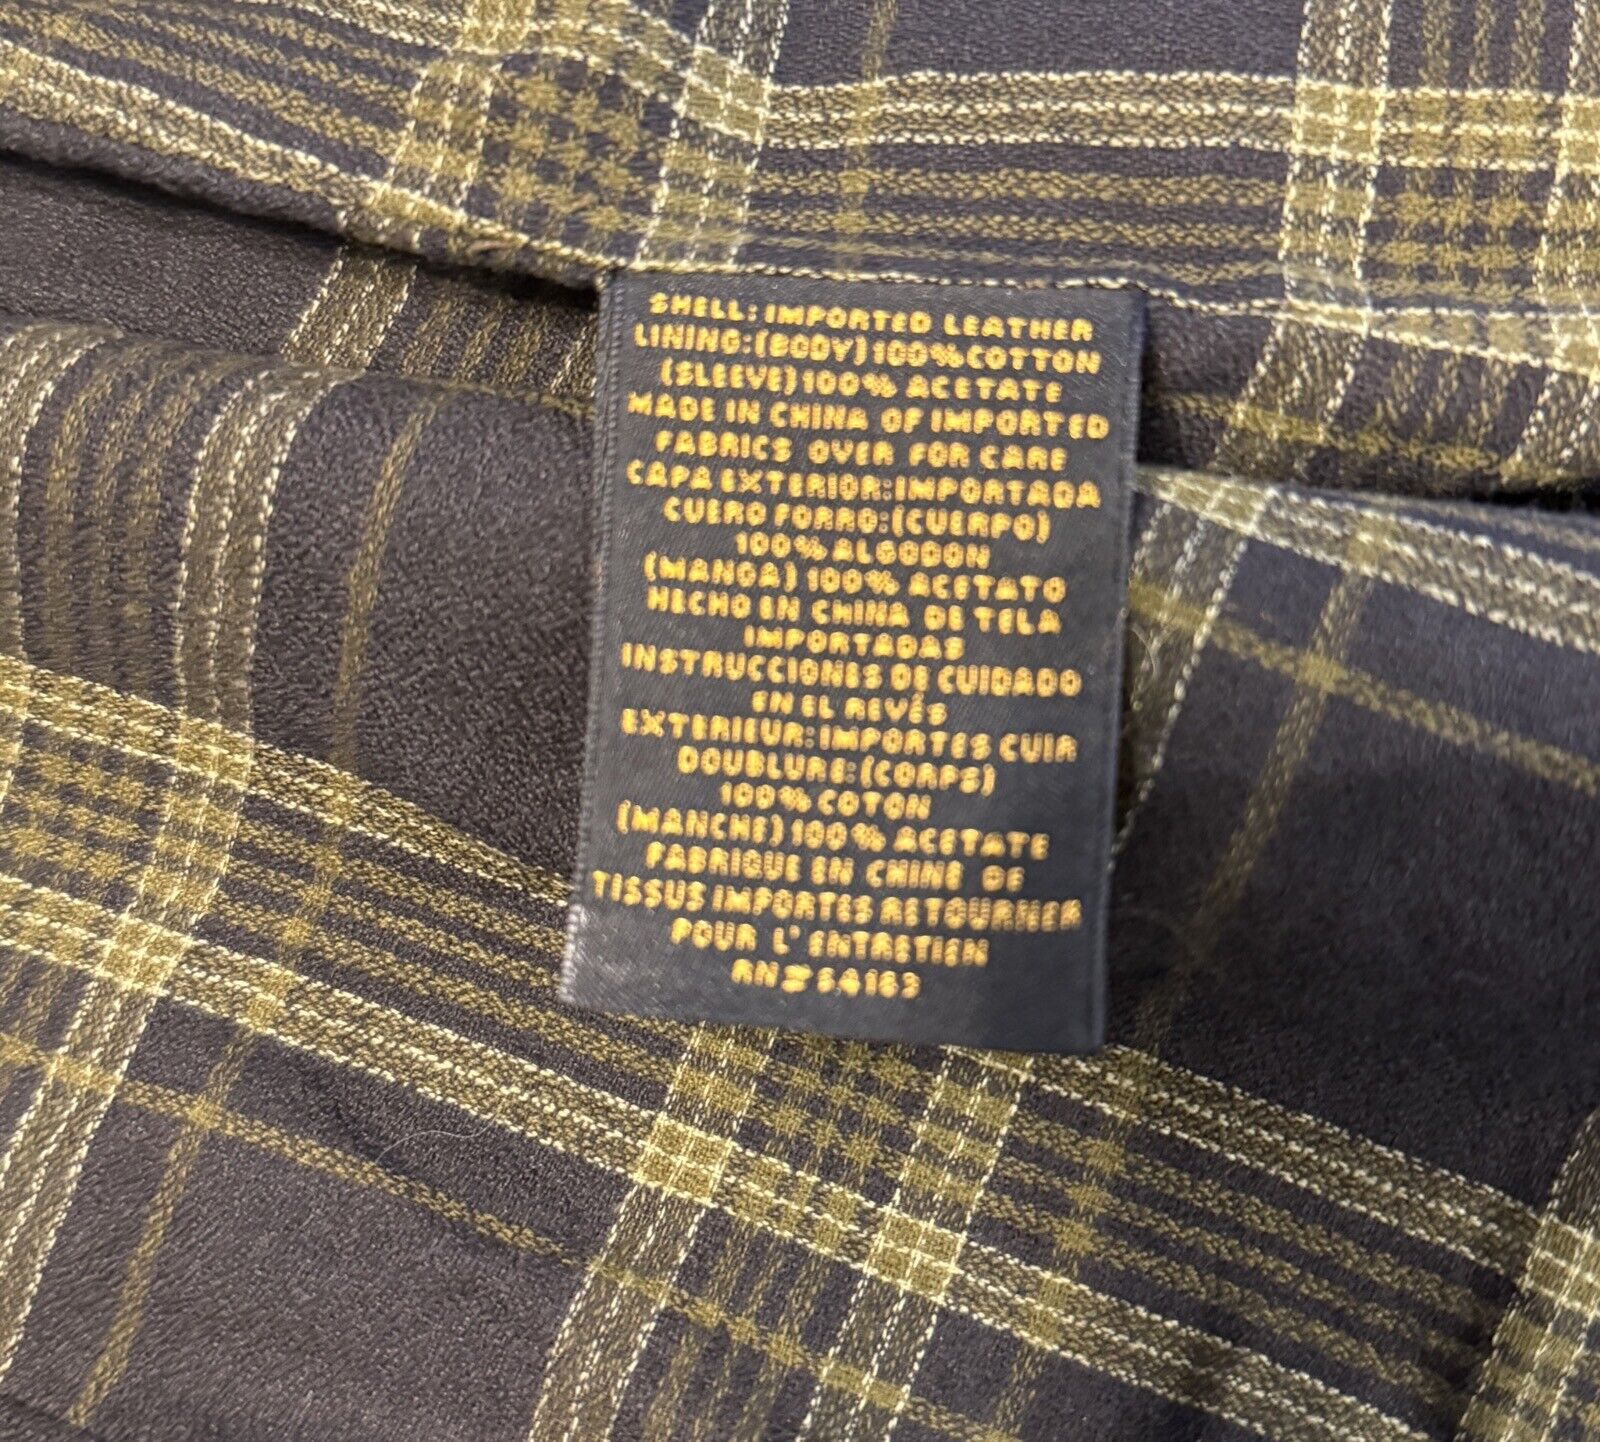 SHELL: IMPORTED LEATHER
LINING:(BODY)100%COTTON
(SLEEVE)100% ACETATE
MADE IN CHINA OF IMPORTED
FABRICS OVER FOR CARE
CAPA EXTERIOR:IMPORTADA
CUERO FORRO:(CUERPO)
100% ALGODON
(MANGA) 100% ACETATO
HECHO EN CHINA DE TELA
IMPORTADAS
INSTRUCCIONES DE CUIDADO
EN EL REVÉS
EXTERIEUR:IMPORTES CUIR
DOUBLURE:(CORPS)
100% COTON
(MANCHE)100% ACETATE
FABRIQUE EN CHINE DE
TISSUS IMPORTES RETOURNER
POUR L' ENTRETIEN
RN#